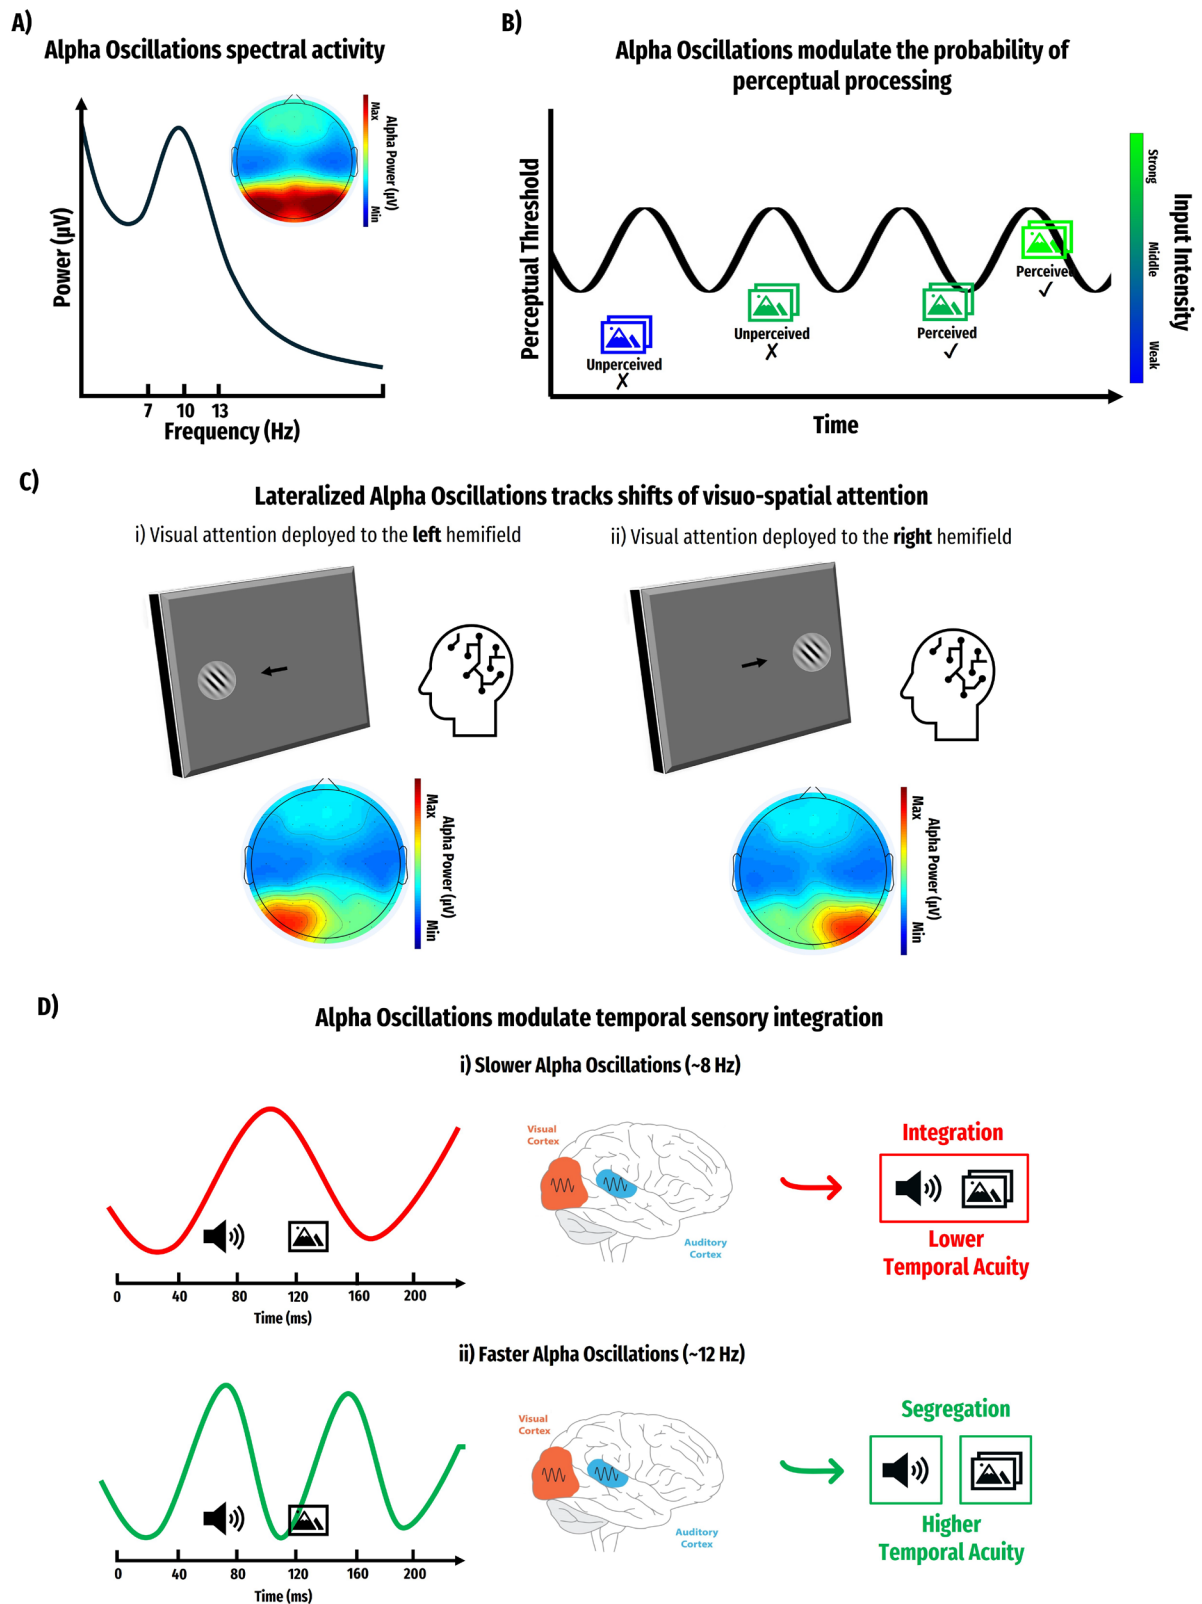 A)
Alpha Oscillations spectral activity
Power (µV)
Max
Alpha Power (µV)
Min
7
10
13
Frequency (Hz)
B)
Alpha Oscillations modulate the probability of
perceptual processing
Perceptual Threshold
Unperceived
✗
Unperceived
✗
Perceived
✓
Perceived
✓
Time
Strong
Middle
Weak
Input Intensity
C)
Lateralized Alpha Oscillations tracks shifts of visuo-spatial attention
i) Visual attention deployed to the left hemifield
ii) Visual attention deployed to the right hemifield
Max
Alpha Power (µV)
Min
Max
Alpha Power (µV)
Min
D)
Alpha Oscillations modulate temporal sensory integration
i) Slower Alpha Oscillations (~8 Hz)
0
40
80
120
160
200
Time (ms)
Visual
Cortex
Auditory
Cortex
Integration
Lower
Temporal Acuity
ii) Faster Alpha Oscillations (~12 Hz)
0
40
80
120
160
200
Time (ms)
Visual
Cortex
Auditory
Cortex
Segregation
Higher
Temporal Acuity